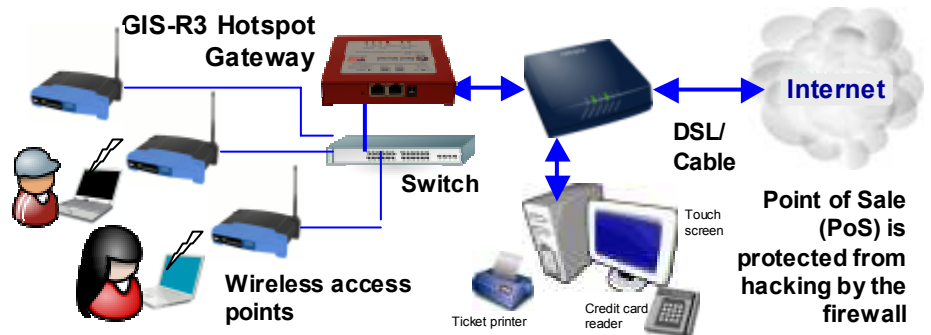 GIS-R3 Hotspot
Gateway
Internet
DSL/
Cable
Switch
Wireless access
points
Touch
screen
Ticket printer
Credit card
reader
Point of Sale
(PoS) is
protected from
hacking by the
firewall